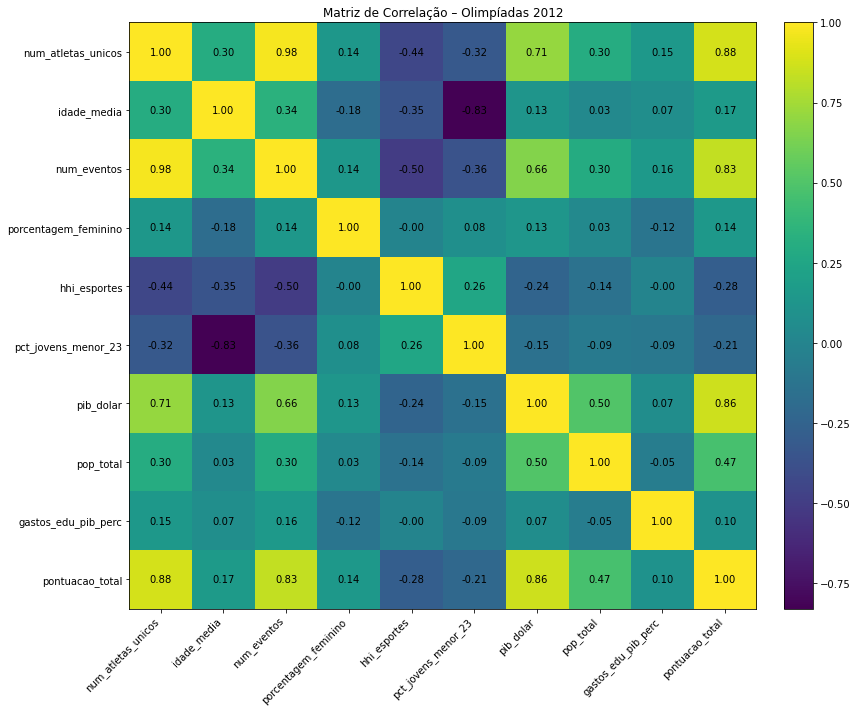 Matriz de Correlação – Olimpíadas 2012
num_atletas_unicos 1.00 0.30 0.98 0.14 -0.44 -0.32 0.71 0.30 0.15 0.88
idade_media 0.30 1.00 0.34 -0.18 -0.35 -0.83 0.13 0.03 0.07 0.17
num_eventos 0.98 0.34 1.00 0.14 -0.50 -0.36 0.66 0.30 0.16 0.83
porcentagem_feminino 0.14 -0.18 0.14 1.00 -0.00 0.08 0.13 0.03 -0.12 0.14
hhi_esportes -0.44 -0.35 -0.50 -0.00 1.00 0.26 -0.24 -0.14 -0.00 -0.28
pct_jovens_menor_23 -0.32 -0.83 -0.36 0.08 0.26 1.00 -0.15 -0.09 -0.09 -0.21
pib_dolar 0.71 0.13 0.66 0.13 -0.24 -0.15 1.00 0.50 0.07 0.86
pop_total 0.30 0.03 0.30 0.03 -0.14 -0.09 0.50 1.00 -0.05 0.47
gastos_edu_pib_perc 0.15 0.07 0.16 -0.12 -0.00 -0.09 0.07 -0.05 1.00 0.10
pontuacao_total 0.88 0.17 0.83 0.14 -0.28 -0.21 0.86 0.47 0.10 1.00
num_atletas_unicos
idade_media
num_eventos
porcentagem_feminino
hhi_esportes
pct_jovens_menor_23
pib_dolar
pop_total
gastos_edu_pib_perc
pontuacao_total
1.00
0.75
0.50
0.25
0.00
−0.25
−0.50
−0.75